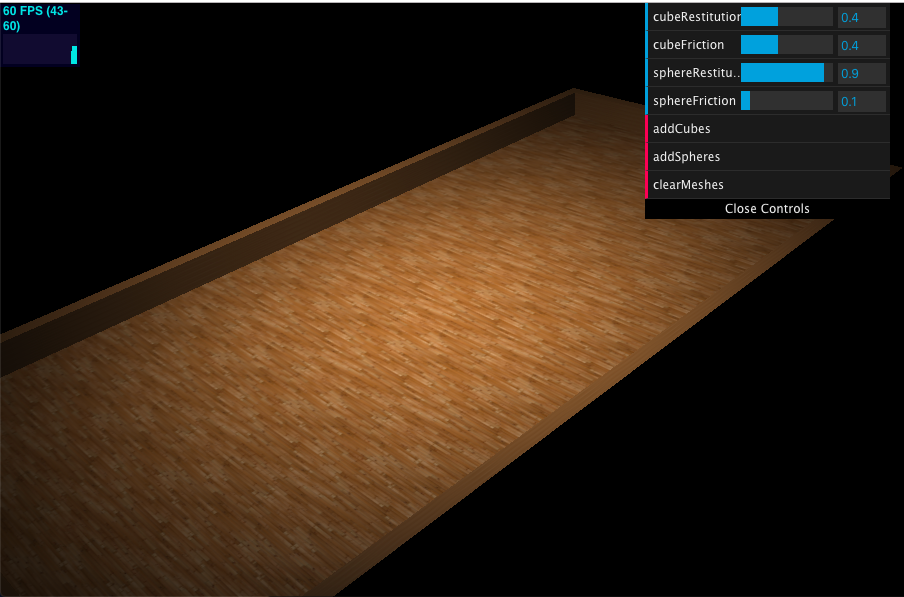 60 FPS (43-
60)
cubeRestitution 0.4
cubeFriction 0.4
sphereRestitu... 0.9
sphereFriction 0.1
addCubes
addSpheres
clearMeshes
Close Controls